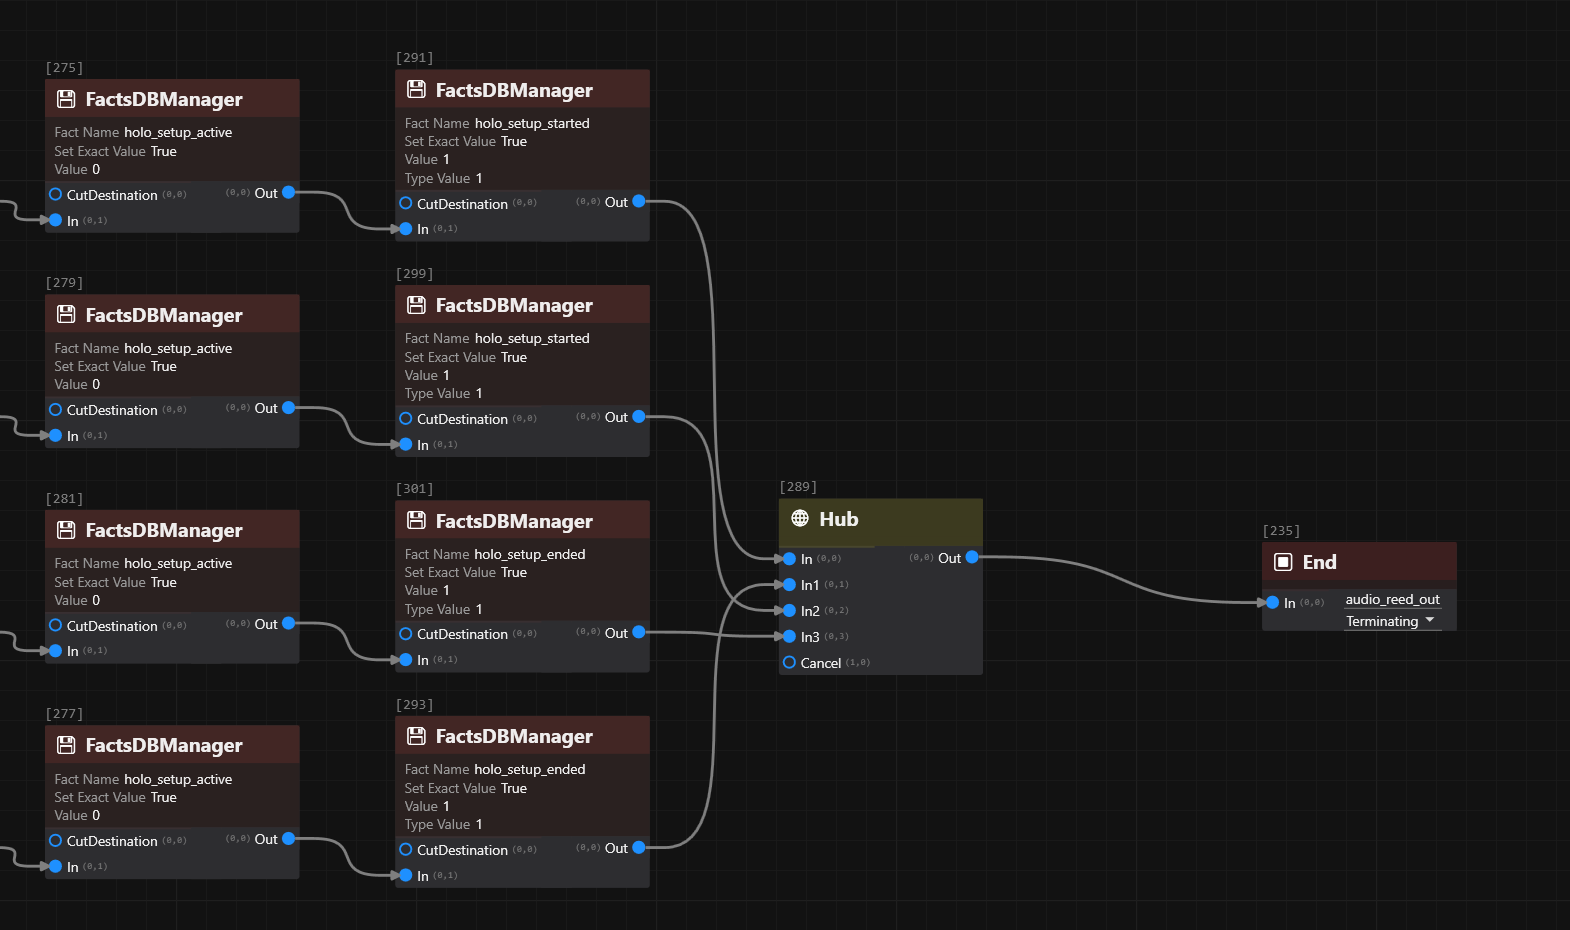 [275]
FactsDBManager
Fact Name holo_setup_active
Set Exact Value True
Value 0
CutDestination (0,0) (0,0) Out
In (0,1)
[291]
FactsDBManager
Fact Name holo_setup_started
Set Exact Value True
Value 1
Type Value 1
CutDestination (0,0) (0,0) Out
In (0,1)
[279]
FactsDBManager
Fact Name holo_setup_active
Set Exact Value True
Value 0
CutDestination (0,0) (0,0) Out
In (0,1)
[299]
FactsDBManager
Fact Name holo_setup_started
Set Exact Value True
Value 1
Type Value 1
CutDestination (0,0) (0,0) Out
In (0,1)
[281]
FactsDBManager
Fact Name holo_setup_active
Set Exact Value True
Value 0
CutDestination (0,0) (0,0) Out
In (0,1)
[301]
FactsDBManager
Fact Name holo_setup_ended
Set Exact Value True
Value 1
Type Value 1
CutDestination (0,0) (0,0) Out
In (0,1)
[277]
FactsDBManager
Fact Name holo_setup_active
Set Exact Value True
Value 0
CutDestination (0,0) (0,0) Out
In (0,1)
[293]
FactsDBManager
Fact Name holo_setup_ended
Set Exact Value True
Value 1
Type Value 1
CutDestination (0,0) (0,0) Out
In (0,1)
[289]
Hub
In (0,0) (0,0) Out
In1 (0,1)
In2 (0,2)
In3 (0,3)
Cancel (1,0)
[235]
End
In (0,0) audio_reed_out
Terminating